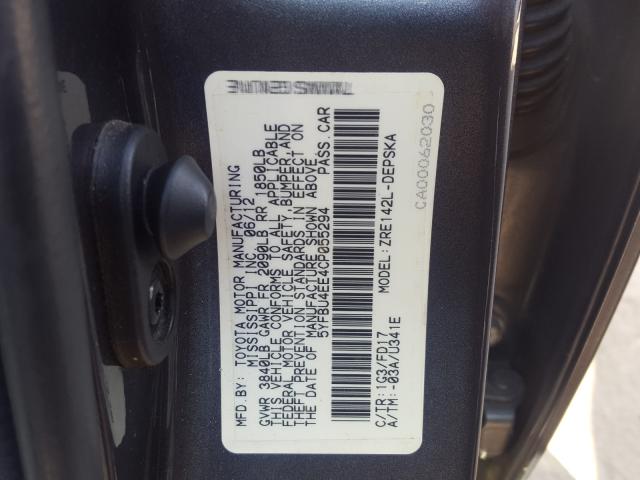 MFD.BY: TOYOTA MOTOR MANUFACTURING
MISSISSIPPI INC. 06/12
GVWR 3840LB GAWR FR 2090LB RR 1850LB
THIS VEHICLE CONFORMS TO ALL APPLICABLE
FEDERAL MOTOR VEHICLE SAFETY, BUMPER, AND
THEFT PREVENTION STANDARDS IN EFFECT ON
THE DATE OF MANUFACTURE SHOWN ABOVE.
5YFBU4EE4C5055294 PASS.CAR
C/TR:1G3/FD17 MODEL:ZRE142L-DEPSKA
A/TM:-03A/U341E
CA00062030